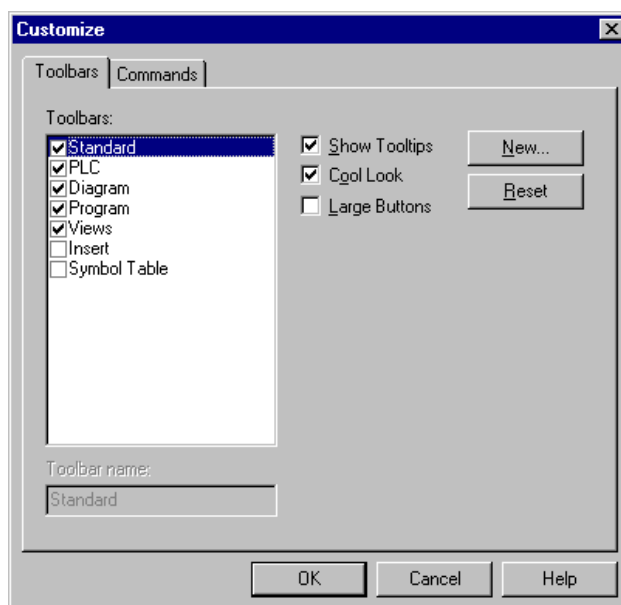 Customize
Toolbars
Commands
Toolbars:
Standard
PLC
Diagram
Program
Views
Insert
Symbol Table
Show Tooltips
Cool Look
Large Buttons
New...
Reset
Toolbar name:
Standard
OK
Cancel
Help